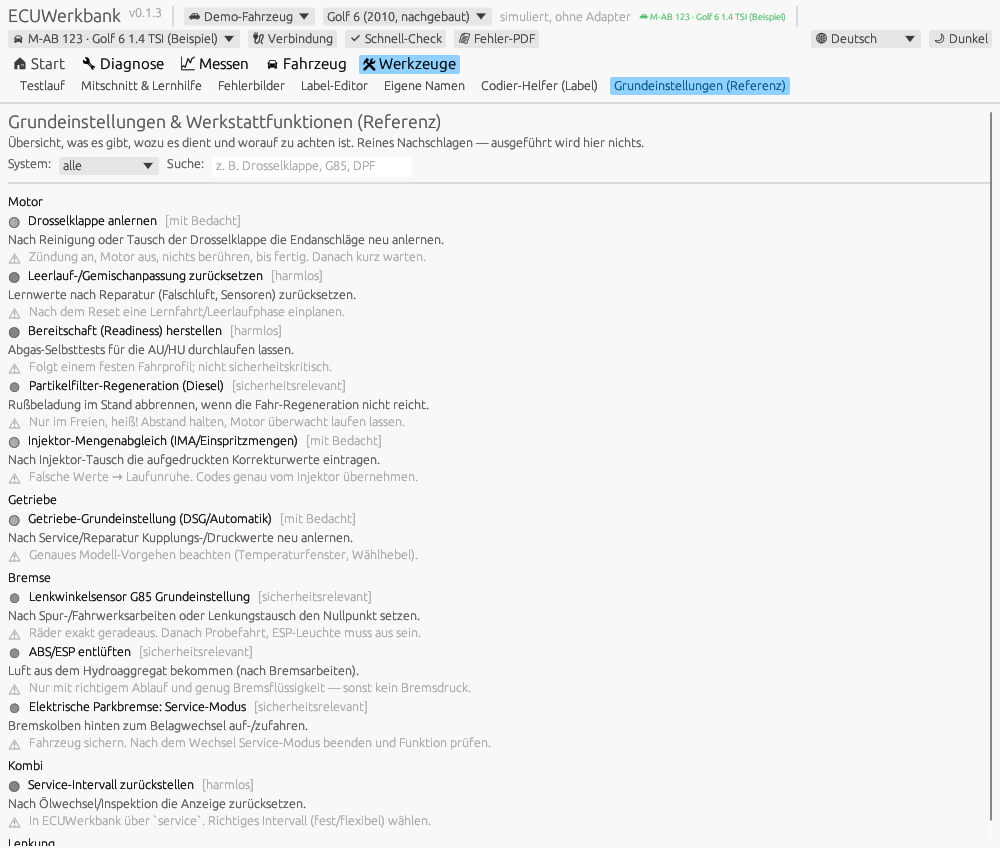 ECUWerkbank v0.1.3 Demo-Fahrzeug Golf 6 (2010, nachgebaut) simuliert, ohne Adapter M-AB 123 · Golf 6 1.4 TSI (Beispiel)
M-AB 123 · Golf 6 1.4 TSI (Beispiel) Verbindung Schnell-Check Fehler-PDF Deutsch Dunkel
Start Diagnose Messen Fahrzeug Werkzeuge
Testlauf Mitschnitt & Lernhilfe Fehlerbilder Label-Editor Eigene Namen Codier-Helfer (Label) Grundeinstellungen (Referenz)
Grundeinstellungen & Werkstattfunktionen (Referenz)
Übersicht, was es gibt, wozu es dient und worauf zu achten ist. Reines Nachschlagen — ausgeführt wird hier nichts.
System: alle Suche: z. B. Drosselklappe, G85, DPF
Motor
Drosselklappe anlernen [mit Bedacht]
Nach Reinigung oder Tausch der Drosselklappe die Endanschläge neu anlernen.
⚠ Zündung an, Motor aus, nichts berühren, bis fertig. Danach kurz warten.
Leerlauf-/Gemischanpassung zurücksetzen [harmlos]
Lernwerte nach Reparatur (Falschluft, Sensoren) zurücksetzen.
⚠ Nach dem Reset eine Lernfahrt/Leerlaufphase einplanen.
Bereitschaft (Readiness) herstellen [harmlos]
Abgas-Selbsttests für die AU/HU durchlaufen lassen.
⚠ Folgt einem festen Fahrprofil; nicht sicherheitskritisch.
Partikelfilter-Regeneration (Diesel) [sicherheitsrelevant]
Rußbeladung im Stand abbrennen, wenn die Fahr-Regeneration nicht reicht.
⚠ Nur im Freien, heiß! Abstand halten, Motor überwacht laufen lassen.
Injektor-Mengenabgleich (IMA/Einspritzmengen) [mit Bedacht]
Nach Injektor-Tausch die aufgedruckten Korrekturwerte eintragen.
⚠ Falsche Werte → Laufunruhe. Codes genau vom Injektor übernehmen.
Getriebe
Getriebe-Grundeinstellung (DSG/Automatik) [mit Bedacht]
Nach Service/Reparatur Kupplungs-/Druckwerte neu anlernen.
⚠ Genaues Modell-Vorgehen beachten (Temperaturfenster, Wählhebel).
Bremse
Lenkwinkelsensor G85 Grundeinstellung [sicherheitsrelevant]
Nach Spur-/Fahrwerksarbeiten oder Lenkungstausch den Nullpunkt setzen.
⚠ Räder exakt geradeaus. Danach Probefahrt, ESP-Leuchte muss aus sein.
ABS/ESP entlüften [sicherheitsrelevant]
Luft aus dem Hydroaggregat bekommen (nach Bremsarbeiten).
⚠ Nur mit richtigem Ablauf und genug Bremsflüssigkeit — sonst kein Bremsdruck.
Elektrische Parkbremse: Service-Modus [sicherheitsrelevant]
Bremskolben hinten zum Belagwechsel auf-/zufahren.
⚠ Fahrzeug sichern. Nach dem Wechsel Service-Modus beenden und Funktion prüfen.
Kombi
Service-Intervall zurückstellen [harmlos]
Nach Ölwechsel/Inspektion die Anzeige zurücksetzen.
⚠ In ECUWerkbank über `service`. Richtiges Intervall (fest/flexibel) wählen.
Lenkung